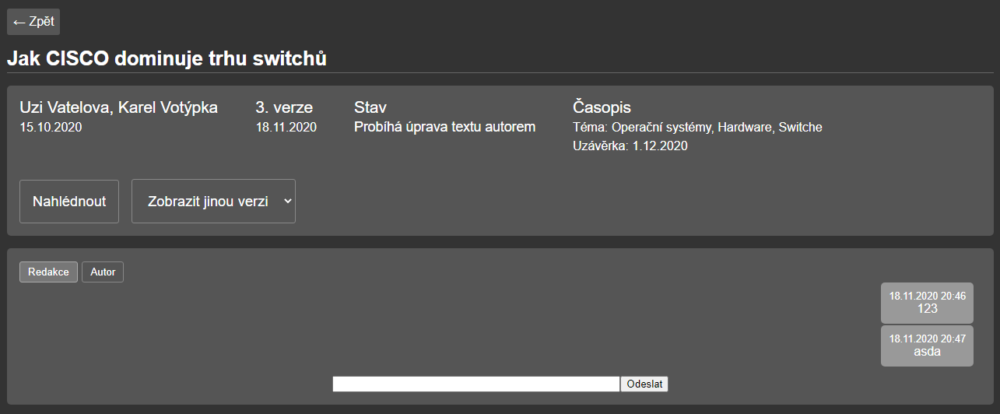 ← Zpět
Jak CISCO dominuje trhu switchů
Uzi Vatelova, Karel Votýpka
15.10.2020
3. verze
18.11.2020
Stav
Probíhá úprava textu autorem
Časopis
Téma: Operační systémy, Hardware, Switche
Uzávěrka: 1.12.2020
Nahlédnout
Zobrazit jinou verzi
Redakce
Autor
18.11.2020 20:46
123
18.11.2020 20:47
asda
Odeslat